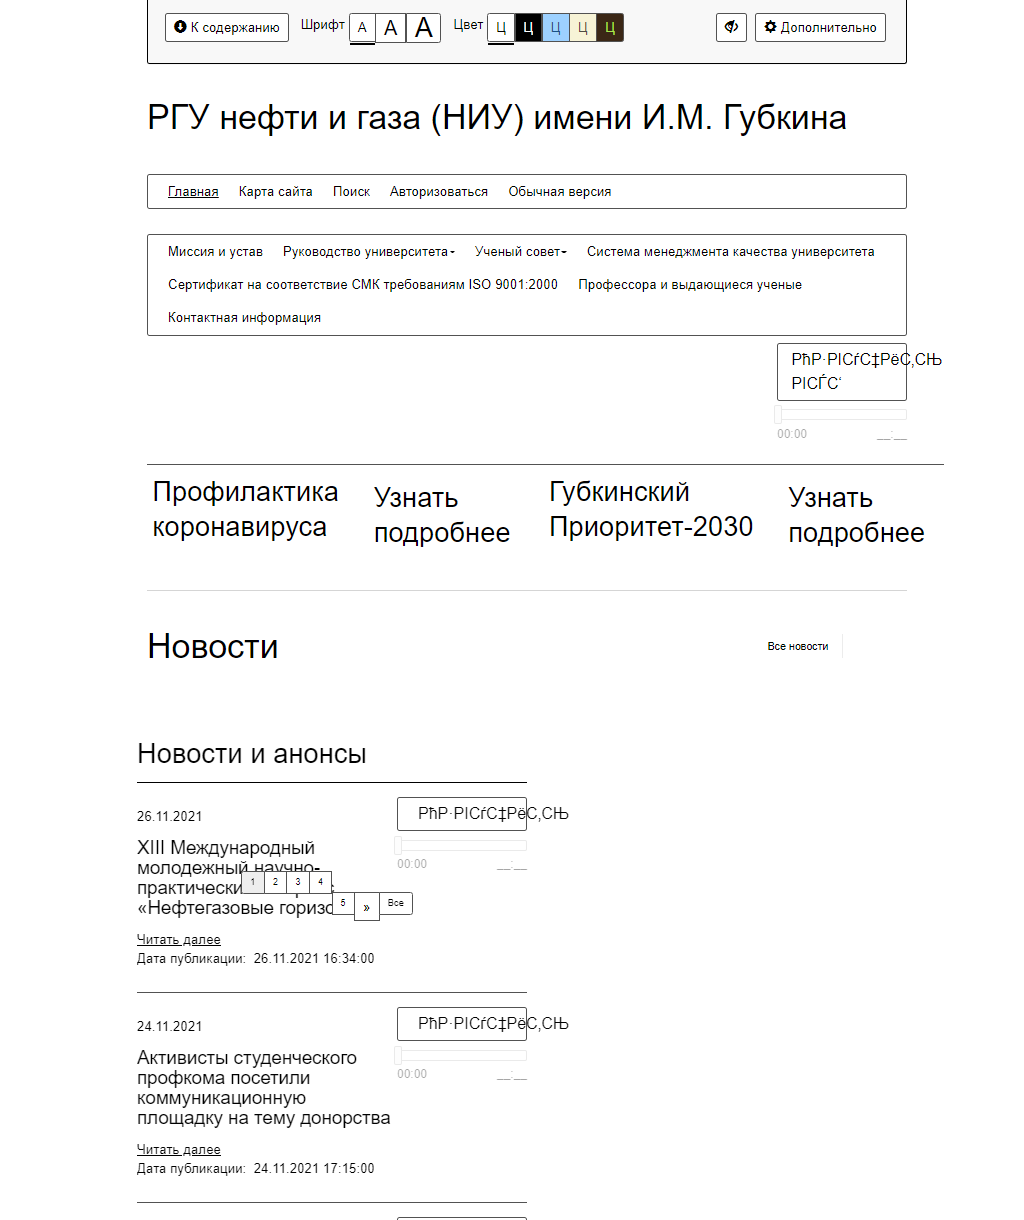 К содержанию Шрифт А А А Цвет Ц Ц Ц Ц Ц Дополнительно
РГУ нефти и газа (НИУ) имени И.М. Губкина
Главная Карта сайта Поиск Авторизоваться Обычная версия
Миссия и устав Руководство университета Ученый совет Система менеджмента качества университета
Сертификат на соответствие СМК требованиям ISO 9001:2000 Профессора и выдающиеся ученые
Контактная информация
РћР·РІСѓС‡РёС‚СЊ
РІСЃС‘
00:00 __:__
Профилактика
коронавируса
Узнать
подробнее
Губкинский
Приоритет-2030
Узнать
подробнее
Новости
Все новости
Новости и анонсы
26.11.2021
РћР·РІСѓС‡РёС‚СЊ
00:00 __:__
XIII Международный
молодежный научно-
практически
«Нефтегазовые горизо
1 2 3 4
5 » Все
Читать далее
Дата публикации: 26.11.2021 16:34:00
24.11.2021
РћР·РІСѓС‡РёС‚СЊ
00:00 __:__
Активисты студенческого
профкома посетили
коммуникационную
площадку на тему донорства
Читать далее
Дата публикации: 24.11.2021 17:15:00